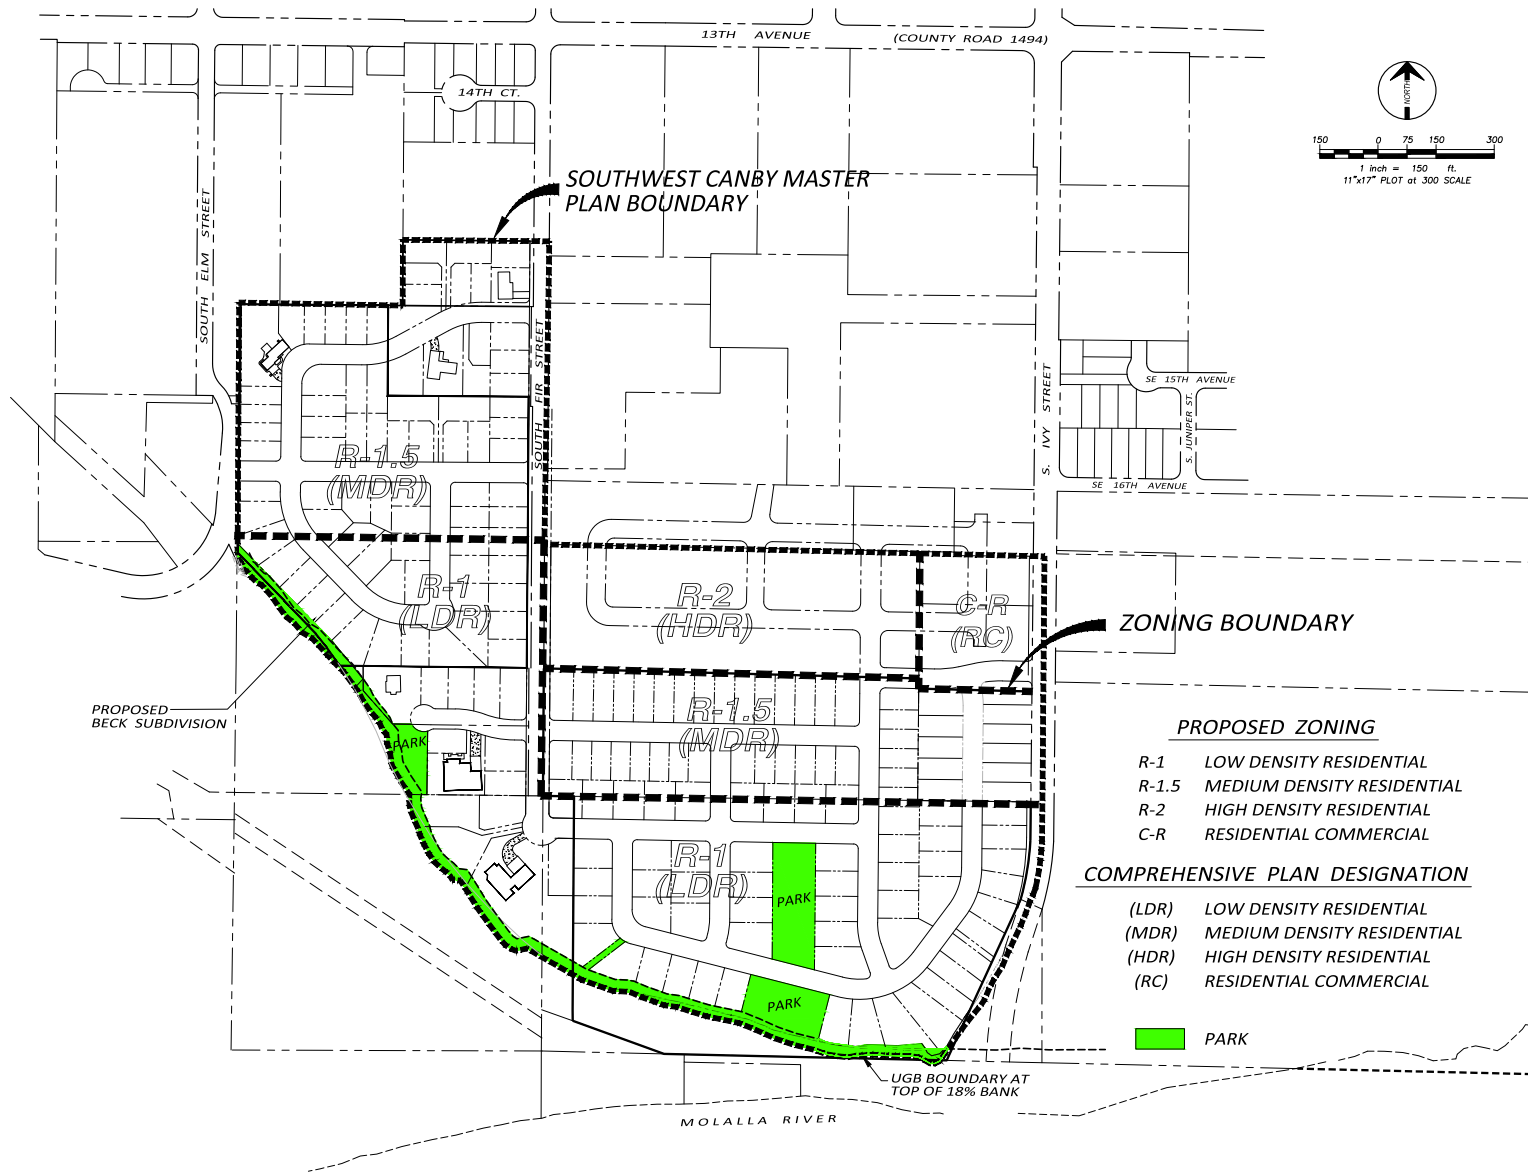 13TH AVENUE
(COUNTY ROAD 1494)
14TH CT.
NORTH
150 0 75 150 300
1 inch = 150 ft.
11"x17" PLOT at 300 SCALE
SOUTHWEST CANBY MASTER
PLAN BOUNDARY
SOUTH ELM STREET
SOUTH FIR STREET
S. IVY STREET
SE 15TH AVENUE
S. JUNIPER ST.
SE 16TH AVENUE
R-1.5
(MDR)
R-1
(LDR)
R-2
(HDR)
C-R
(RC)
ZONING BOUNDARY
R-1.5
(MDR)
PROPOSED
BECK SUBDIVISION
PARK
R-1
(LDR)
PARK
PARK
PROPOSED ZONING
R-1 LOW DENSITY RESIDENTIAL
R-1.5 MEDIUM DENSITY RESIDENTIAL
R-2 HIGH DENSITY RESIDENTIAL
C-R RESIDENTIAL COMMERCIAL
COMPREHENSIVE PLAN DESIGNATION
(LDR) LOW DENSITY RESIDENTIAL
(MDR) MEDIUM DENSITY RESIDENTIAL
(HDR) HIGH DENSITY RESIDENTIAL
(RC) RESIDENTIAL COMMERCIAL
PARK
UGB BOUNDARY AT
TOP OF 18% BANK
MOLALLA RIVER